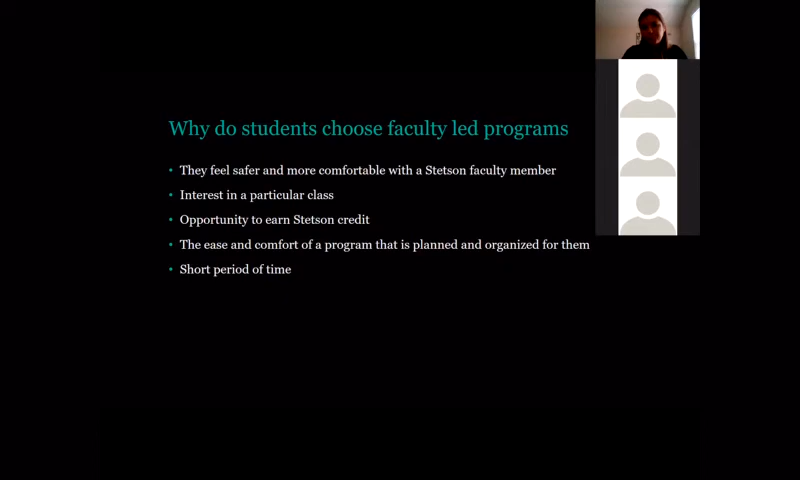 Why do students choose faculty led programs
• They feel safer and more comfortable with a Stetson faculty member
• Interest in a particular class
• Opportunity to earn Stetson credit
• The ease and comfort of a program that is planned and organized for them
• Short period of time